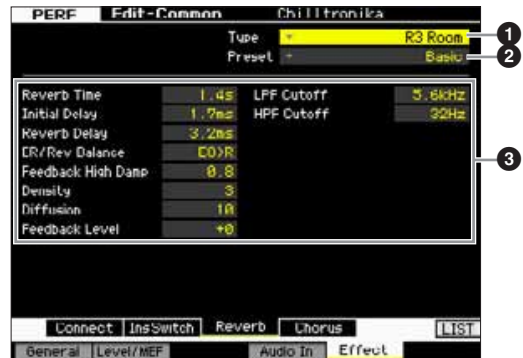 PERF Edit-Common Chilltronika
Type R3 Room 1
Preset Basic 2
Reverb Time 1.4s LPF Cutoff 5.6kHz
Initial Delay 1.7ms HPF Cutoff 32Hz
Reverb Delay 3.2ms
ER/Rev Balance E0>R
Feedback High Damp 0.8
Density 3
Diffusion 10
Feedback Level +0
3
Connect InsSwitch Reverb Chorus LIST
General Level/MEF Audio In Effect